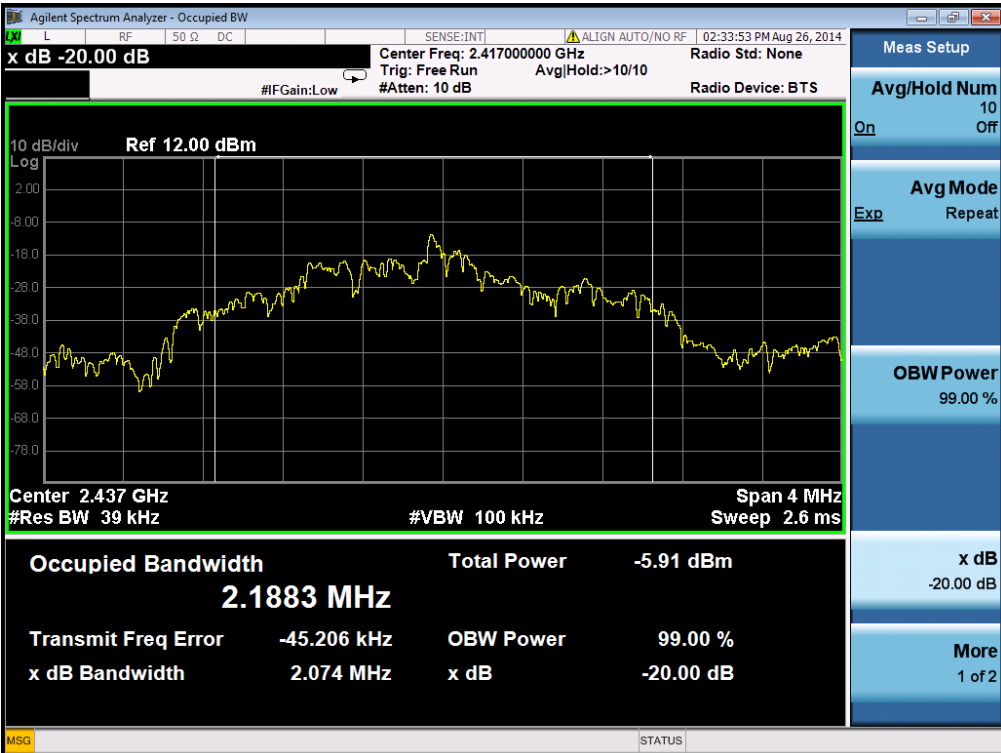 Agilent Spectrum Analyzer - Occupied BW
LXI L RF 50 Ω DC SENSE:INT ALIGN AUTO/NO RF 02:33:53 PM Aug 26, 2014
x dB -20.00 dB
Center Freq: 2.417000000 GHz Radio Std: None
Trig: Free Run Avg|Hold:>10/10
#IFGain:Low #Atten: 10 dB Radio Device: BTS
10 dB/div Ref 12.00 dBm
Log
2.00
-8.00
-18.0
-28.0
-38.0
-48.0
-58.0
-68.0
-78.0
Center 2.437 GHz Span 4 MHz
#Res BW 39 kHz #VBW 100 kHz Sweep 2.6 ms
Occupied Bandwidth Total Power -5.91 dBm
2.1883 MHz
Transmit Freq Error -45.206 kHz OBW Power 99.00 %
x dB Bandwidth 2.074 MHz x dB -20.00 dB
Meas Setup
Avg/Hold Num
10
On Off
Avg Mode
Exp Repeat
OBW Power
99.00 %
x dB
-20.00 dB
More
1 of 2
MSG STATUS